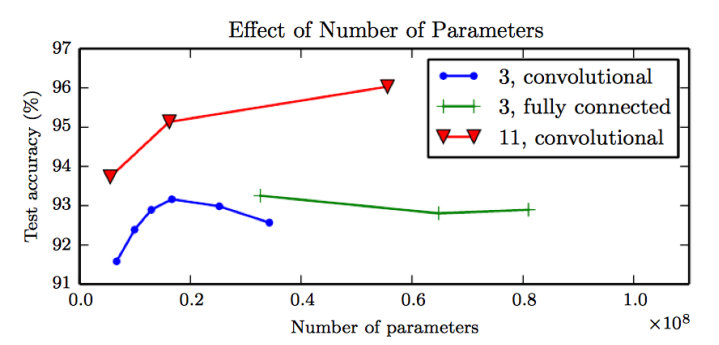 Effect of Number of Parameters
97
96
95
94
93
92
91
Test accuracy (%)
3, convolutional
3, fully connected
11, convolutional
0.0 0.2 0.4 0.6 0.8 1.0
×10⁸
Number of parameters